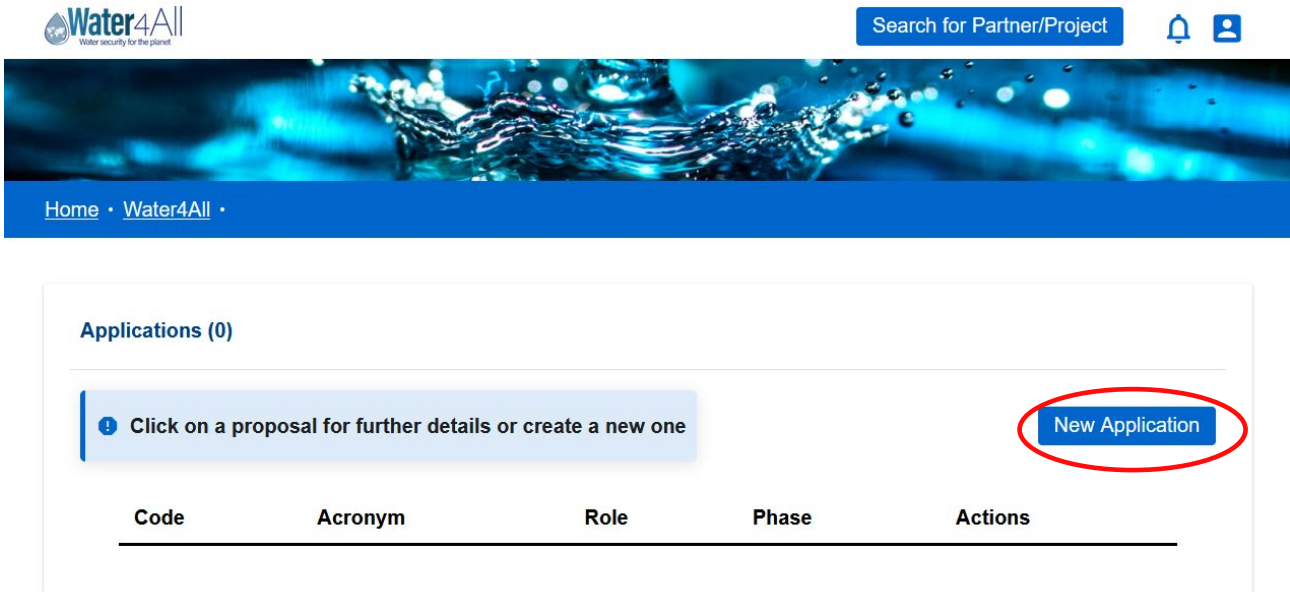 Water4All
Water security for the planet
Search for Partner/Project
Home • Water4All •
Applications (0)
Click on a proposal for further details or create a new one
New Application
Code Acronym Role Phase Actions